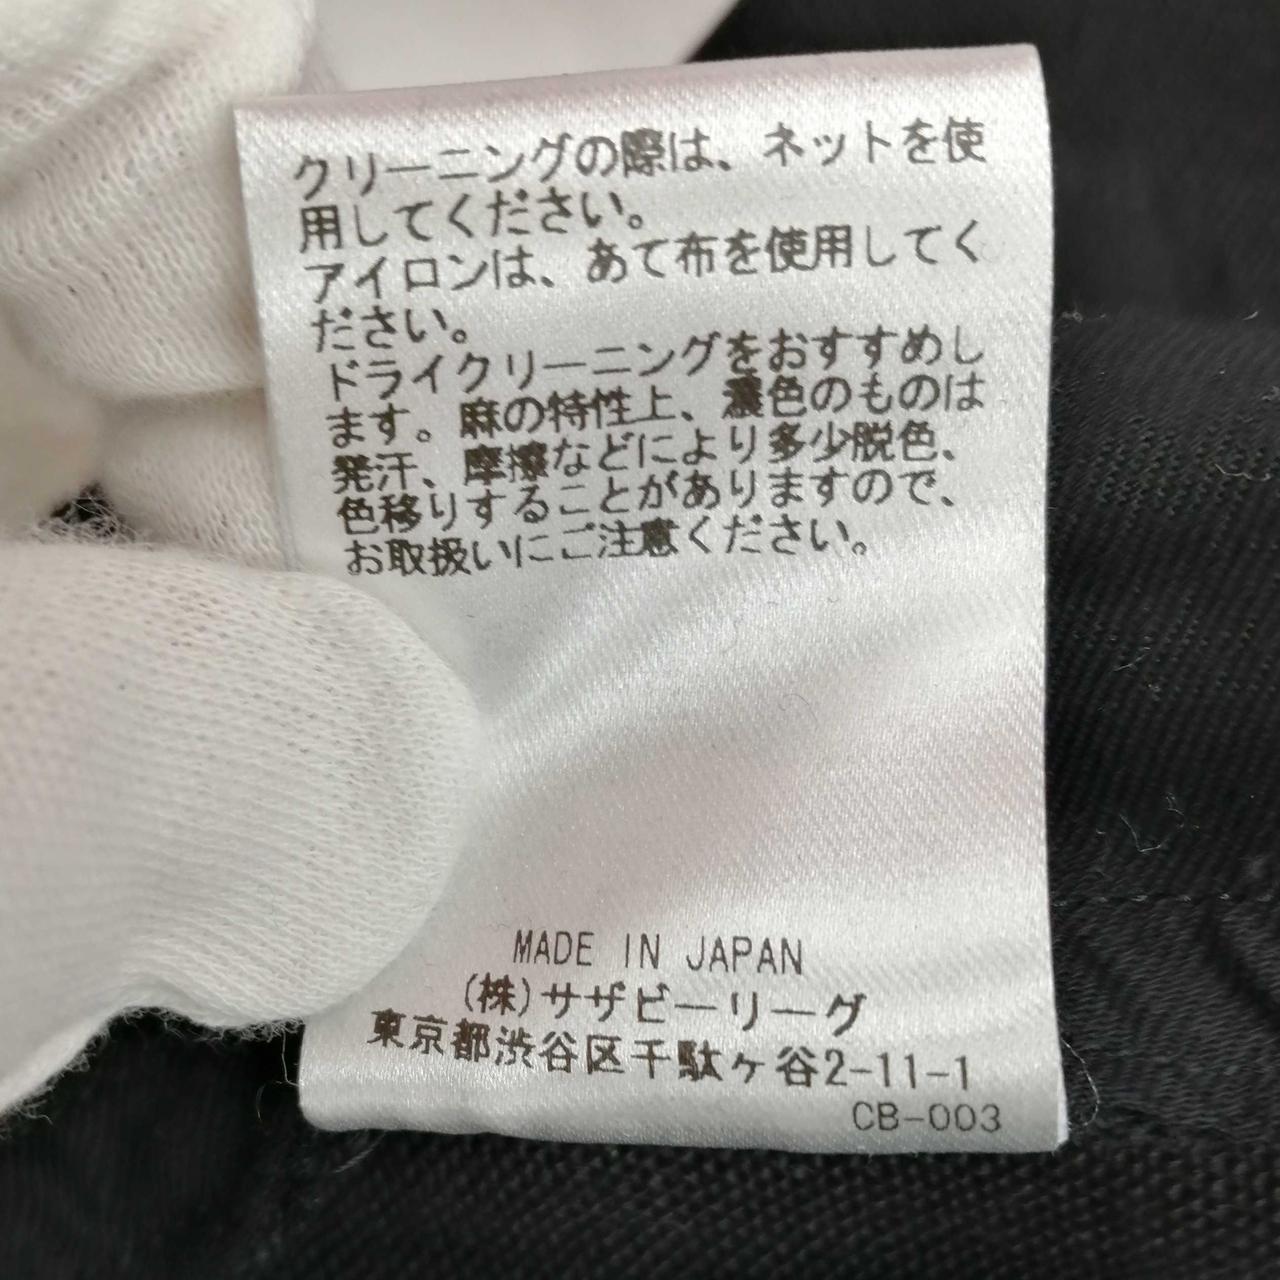 クリーニングの際は、ネットを使
用してください。
アイロンは、あて布を使用してく
ださい。
ドライクリーニングをおすすめし
ます。麻の特性上、濃色のものは
発汗、摩擦などにより多少脱色、
色移りすることがありますので、
お取扱いにご注意ください。
MADE IN JAPAN
(株)サザビーリーグ
東京都渋谷区千駄ヶ谷2-11-1
CB-003